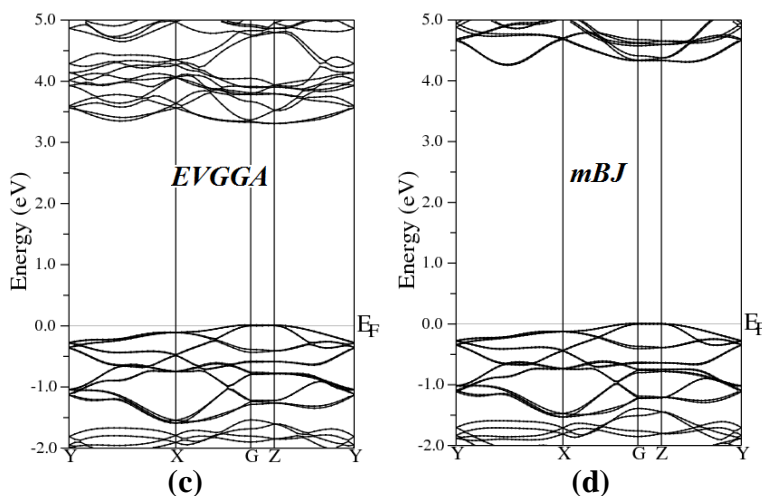 5.0
4.0
3.0
2.0
1.0
0.0
-1.0
-2.0
Energy (eV)
EVGGA
E_F
Y X G Z Y
(c)
5.0
4.0
3.0
2.0
1.0
0.0
-1.0
-2.0
Energy (eV)
mBJ
E_F
Y X G Z Y
(d)